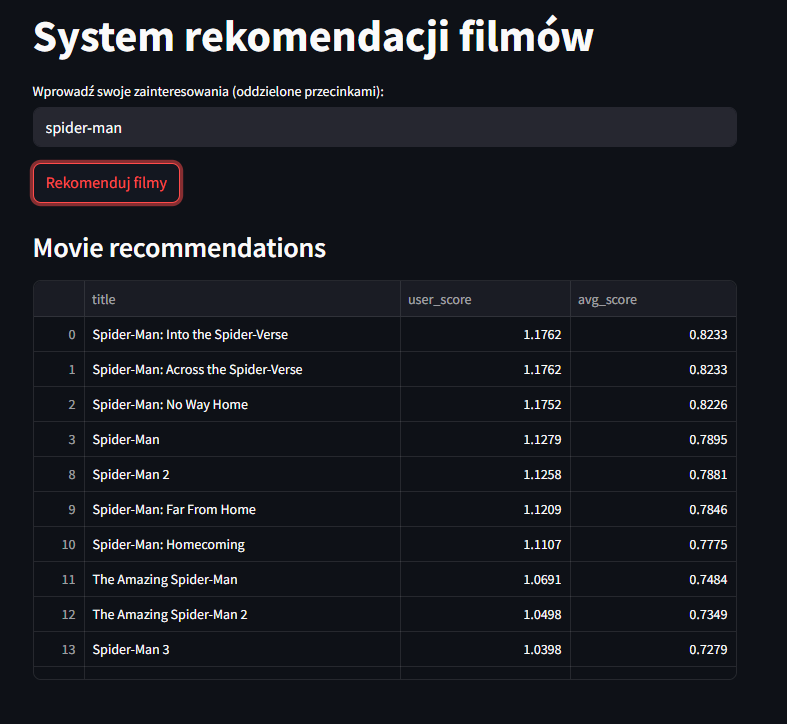 System rekomendacji filmów
Wprowadź swoje zainteresowania (oddzielone przecinkami):
spider-man
Rekomenduj filmy
Movie recommendations
title user_score avg_score
0 Spider-Man: Into the Spider-Verse 1.1762 0.8233
1 Spider-Man: Across the Spider-Verse 1.1762 0.8233
2 Spider-Man: No Way Home 1.1752 0.8226
3 Spider-Man 1.1279 0.7895
8 Spider-Man 2 1.1258 0.7881
9 Spider-Man: Far From Home 1.1209 0.7846
10 Spider-Man: Homecoming 1.1107 0.7775
11 The Amazing Spider-Man 1.0691 0.7484
12 The Amazing Spider-Man 2 1.0498 0.7349
13 Spider-Man 3 1.0398 0.7279